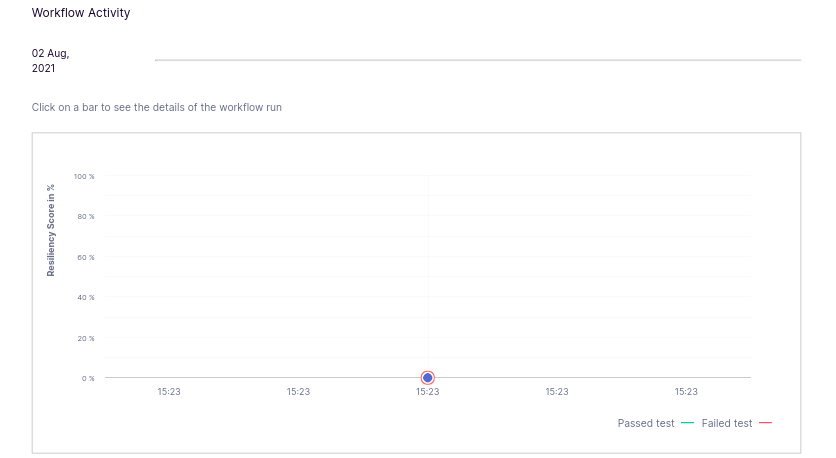 Workflow Activity
02 Aug,
2021
Click on a bar to see the details of the workflow run
Resiliency Score in %
100 %
80 %
60 %
40 %
20 %
0 %
15:23 15:23 15:23 15:23 15:23
Passed test Failed test